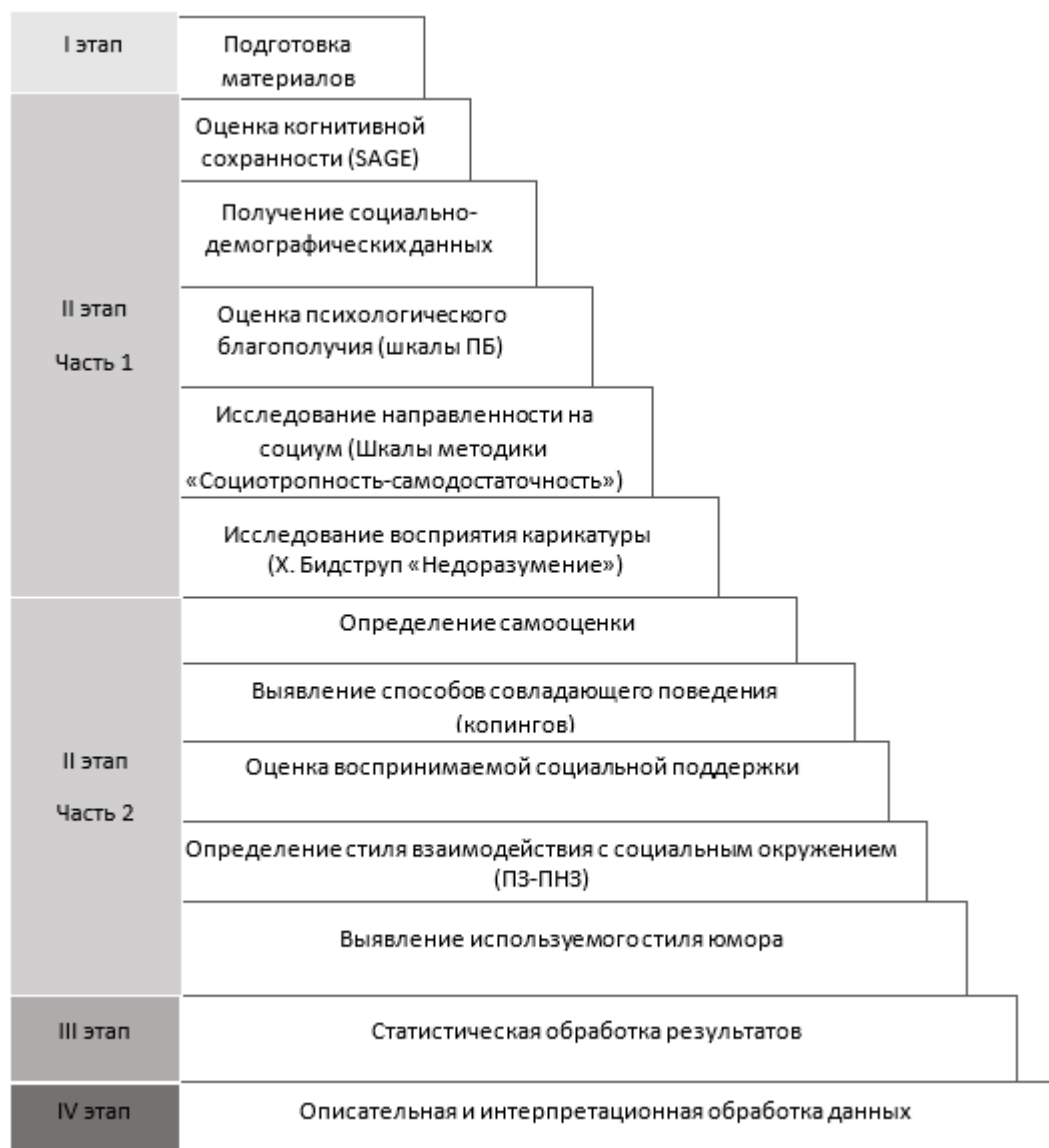 I этап
Подготовка
материалов
Оценка когнитивной
сохранности (SAGE)
Получение социально-
демографических данных
II этап
Часть 1
Оценка психологического
благополучия (шкалы ПБ)
Исследование направленности на
социум (Шкалы методики
«Социотропность-самодостаточность»)
Исследование восприятия карикатуры
(Х. Бидструп «Недоразумение»)
Определение самооценки
Выявление способов совладающего поведения
(копингов)
II этап
Часть 2
Оценка воспринимаемой социальной поддержки
Определение стиля взаимодействия с социальным окружением
(ПЗ-ПНЗ)
Выявление используемого стиля юмора
III этап
Статистическая обработка результатов
IV этап
Описательная и интерпретационная обработка данных